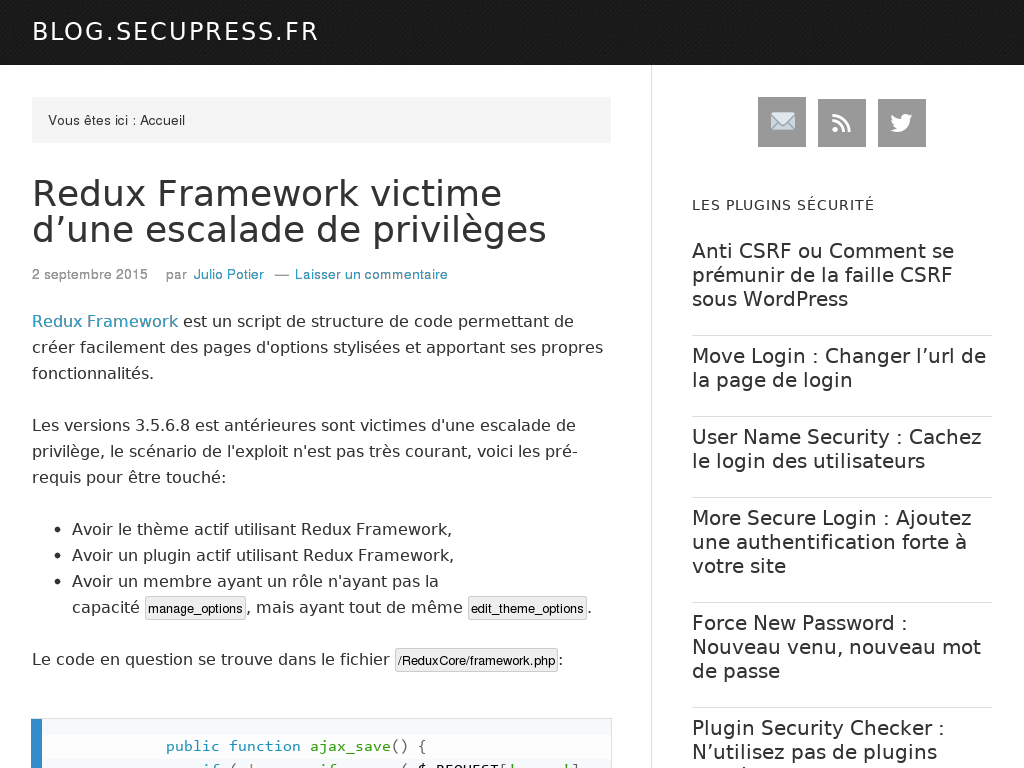 BLOG.SECUPRESS.FR
Vous êtes ici : Accueil
Redux Framework victime
d’une escalade de privilèges
2 septembre 2015 par Julio Potier — Laisser un commentaire
Redux Framework est un script de structure de code permettant de
créer facilement des pages d'options stylisées et apportant ses propres
fonctionnalités.
Les versions 3.5.6.8 est antérieures sont victimes d'une escalade de
privilège, le scénario de l'exploit n'est pas très courant, voici les pré-
requis pour être touché:
• Avoir le thème actif utilisant Redux Framework,
• Avoir un plugin actif utilisant Redux Framework,
• Avoir un membre ayant un rôle n'ayant pas la
capacité manage_options, mais ayant tout de même edit_theme_options.
Le code en question se trouve dans le fichier /ReduxCore/framework.php:
public function ajax_save() {
LES PLUGINS SÉCURITÉ
Anti CSRF ou Comment se
prémunir de la faille CSRF
sous WordPress
Move Login : Changer l’url de
la page de login
User Name Security : Cachez
le login des utilisateurs
More Secure Login : Ajoutez
une authentification forte à
votre site
Force New Password :
Nouveau venu, nouveau mot
de passe
Plugin Security Checker :
N’utilisez pas de plugins